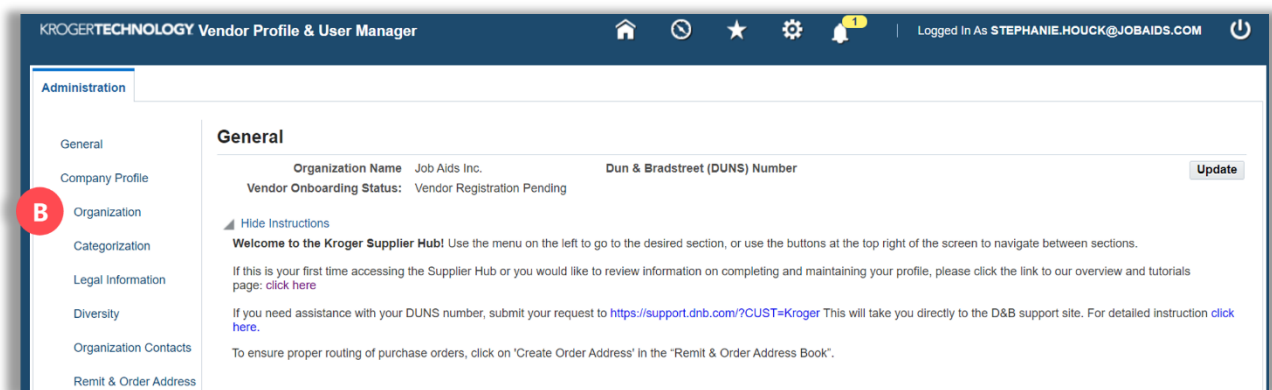 KROGERTECHNOLOGY. Vendor Profile & User Manager 1 Logged In As STEPHANIE.HOUCK@JOBAIDS.COM
Administration
General
Company Profile
B Organization
Categorization
Legal Information
Diversity
Organization Contacts
Remit & Order Address
General
Organization Name Job Aids Inc. Dun & Bradstreet (DUNS) Number Update
Vendor Onboarding Status: Vendor Registration Pending
Hide Instructions
Welcome to the Kroger Supplier Hub! Use the menu on the left to go to the desired section, or use the buttons at the top right of the screen to navigate between sections.
If this is your first time accessing the Supplier Hub or you would like to review information on completing and maintaining your profile, please click the link to our overview and tutorials
page: click here
If you need assistance with your DUNS number, submit your request to https://support.dnb.com/?CUST=Kroger This will take you directly to the D&B support site. For detailed instruction click
here.
To ensure proper routing of purchase orders, click on 'Create Order Address' in the "Remit & Order Address Book".